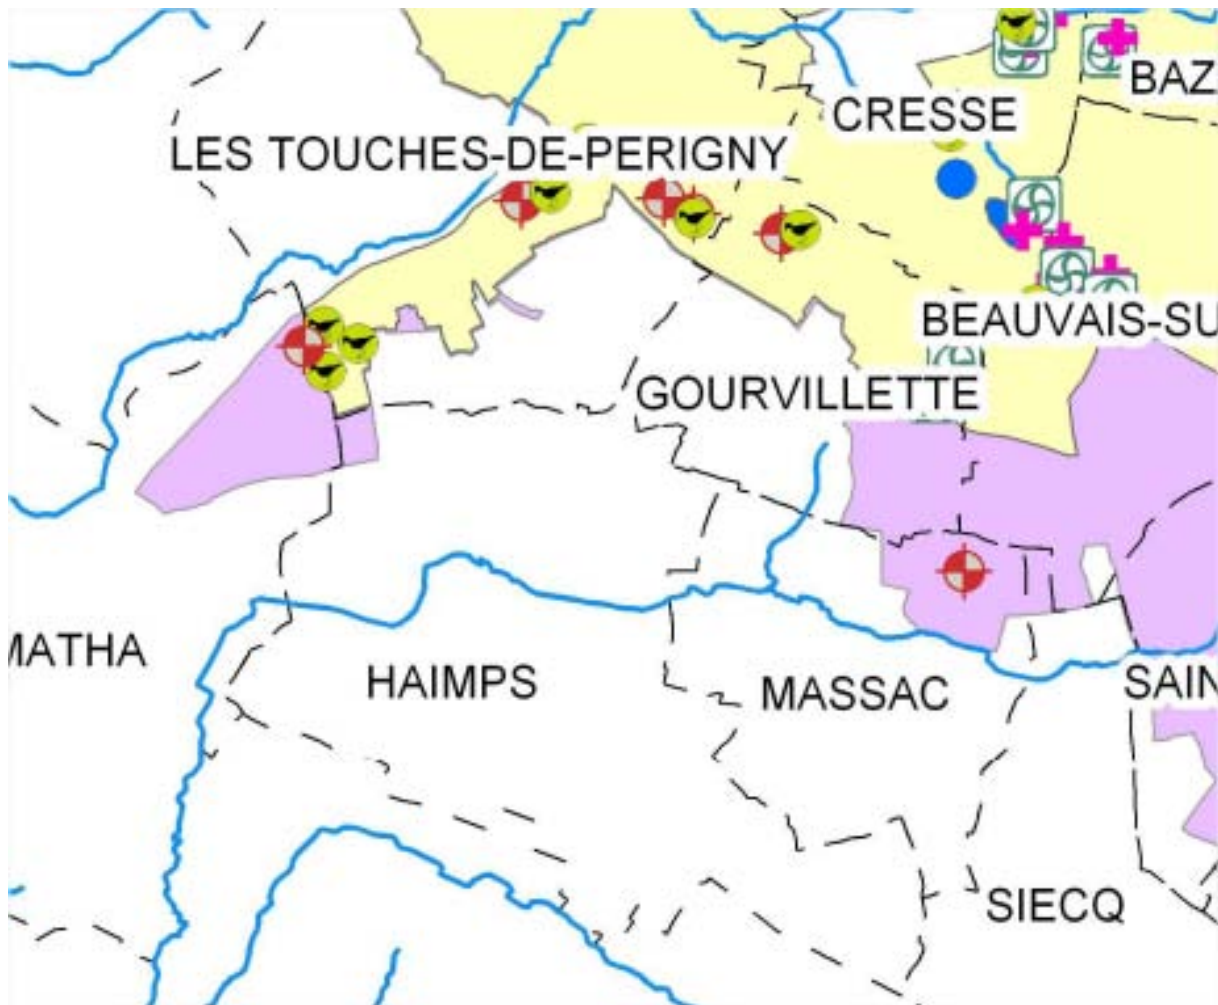 BAZ
CRESSE
LES TOUCHES-DE-PERIGNY
BEAUVAIS-SU
GOURVILLETTE
MATHA
HAIMPS
MASSAC
SAIN
SIECQ